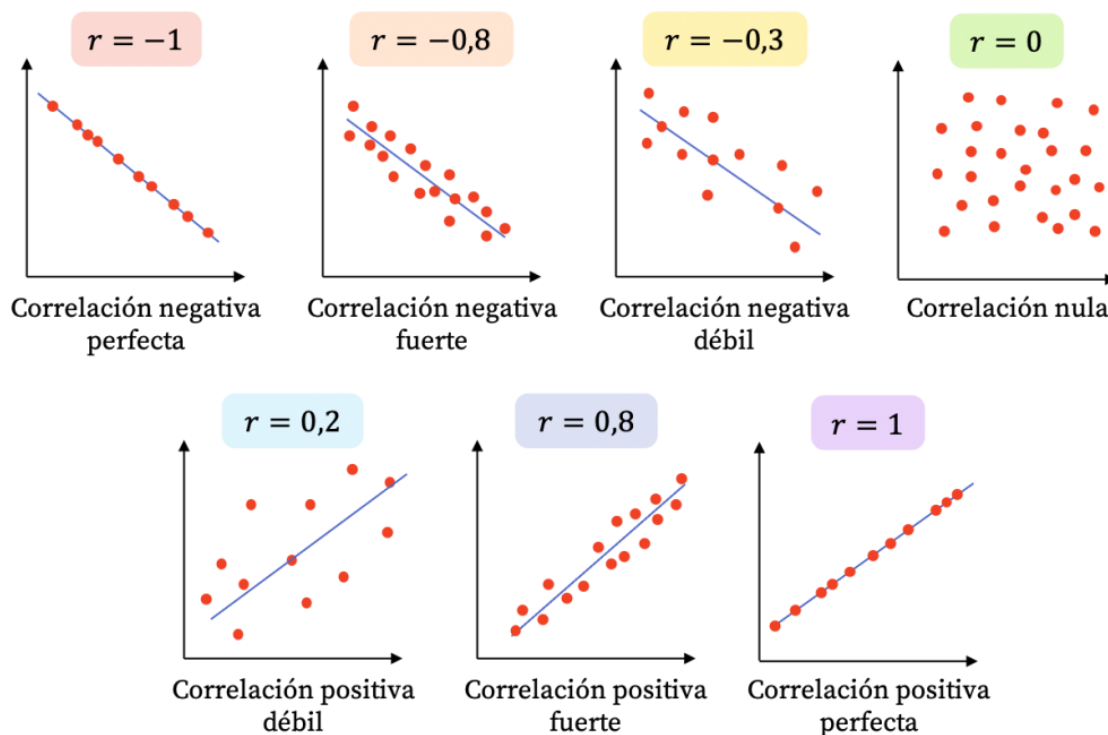 r = −1
r = −0,8
r = −0,3
r = 0
Correlación negativa
perfecta
Correlación negativa
fuerte
Correlación negativa
débil
Correlación nula
r = 0,2
r = 0,8
r = 1
Correlación positiva
débil
Correlación positiva
fuerte
Correlación positiva
perfecta